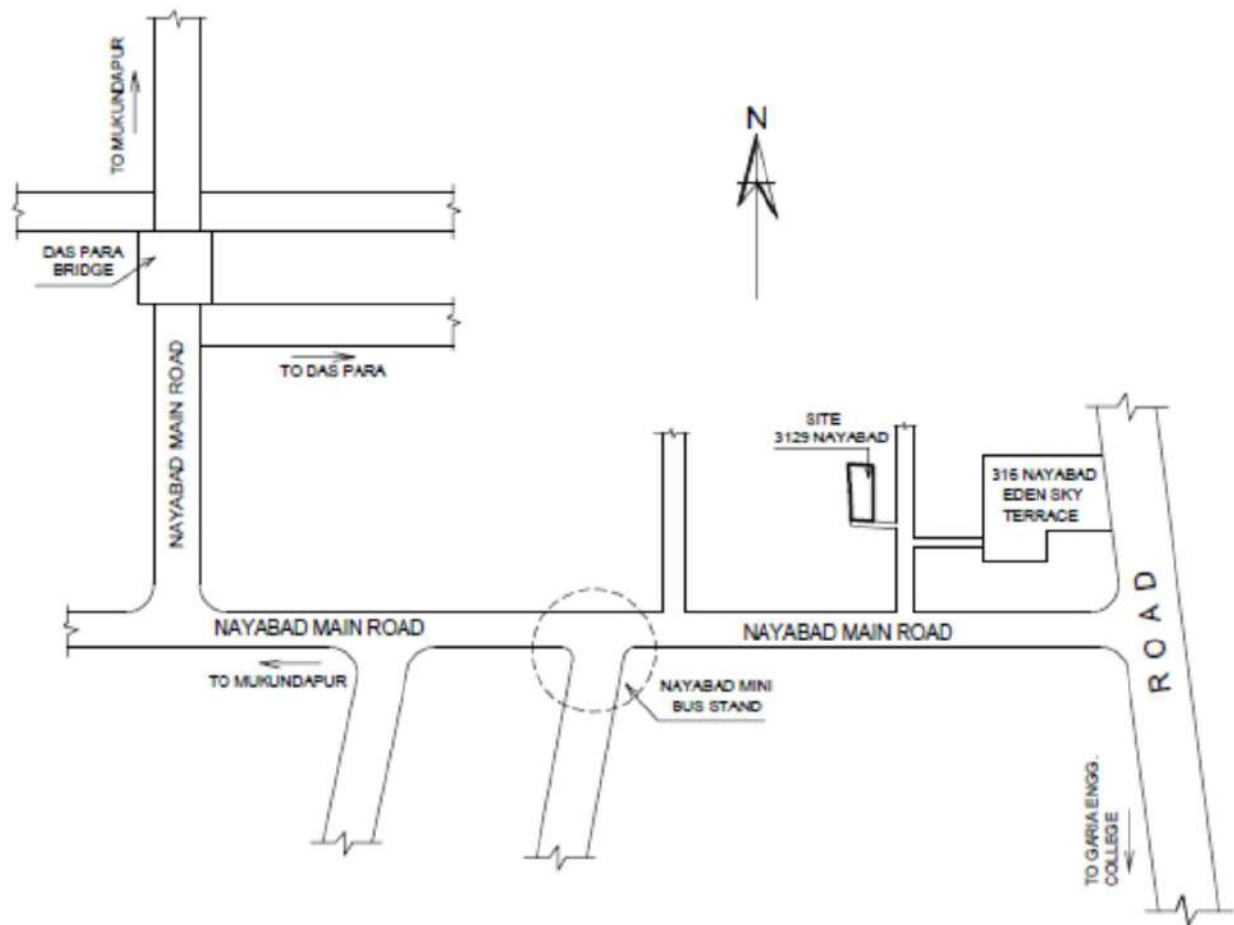 TO MUKUNDAPUR
N
DAS PARA
BRIDGE
NAYABAD MAIN ROAD
TO DAS PARA
SITE
3129 NAYABAD
316 NAYABAD
EDEN SKY
TERRACE
NAYABAD MAIN ROAD
NAYABAD MAIN ROAD
TO MUKUNDAPUR
NAYABAD MINI
BUS STAND
ROAD
TO GARIA ENGG.
COLLEGE